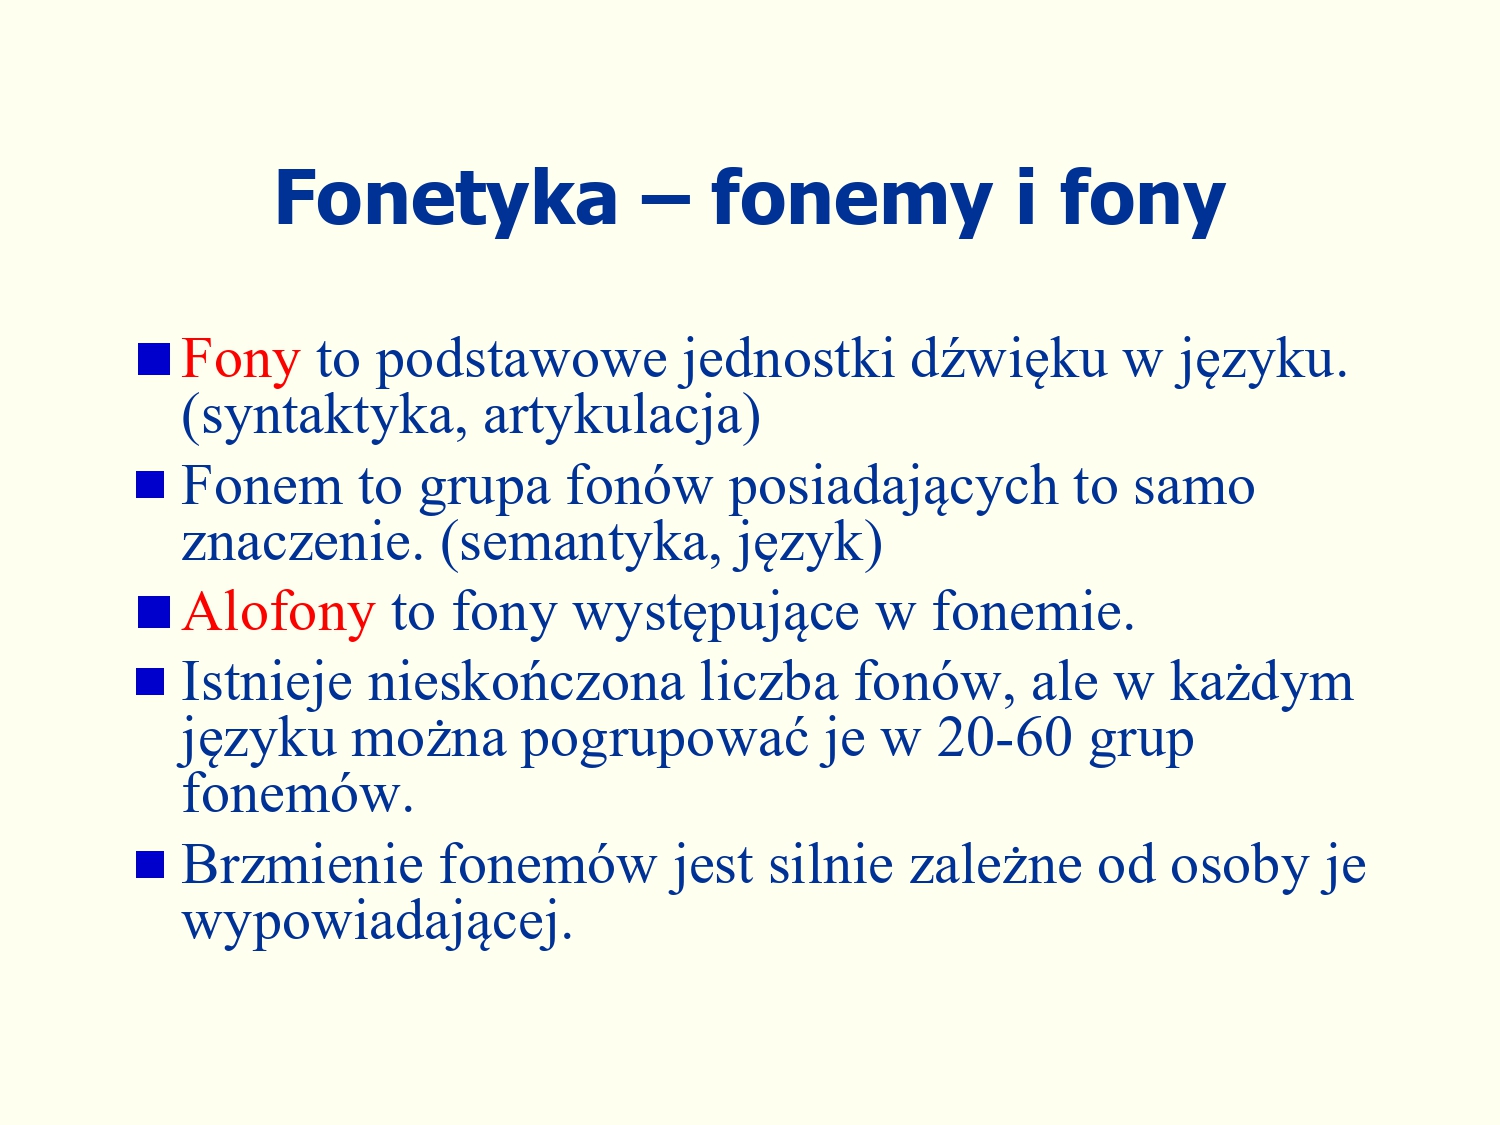 Fonetyka – fonemy i fony
Fony to podstawowe jednostki dźwięku w języku.
(syntaktyka, artykulacja)
Fonem to grupa fonów posiadających to samo
znaczenie. (semantyka, język)
Alofony to fony występujące w fonemie.
Istnieje nieskończona liczba fonów, ale w każdym
języku można pogrupować je w 20-60 grup
fonemów.
Brzmienie fonemów jest silnie zależne od osoby je
wypowiadającej.